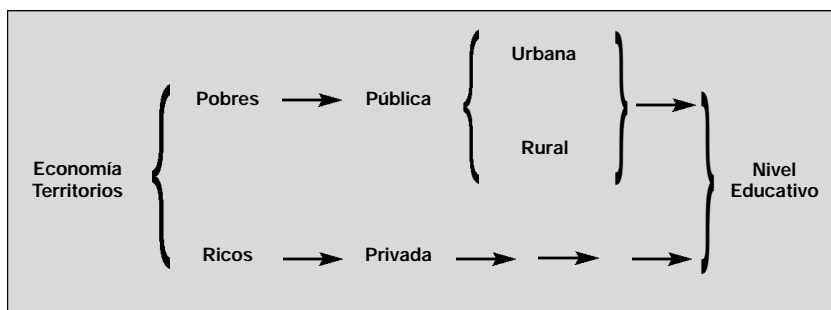 Urbana
Pobres
Pública
Rural
Economía
Territorios
Nivel
Educativo
Ricos
Privada